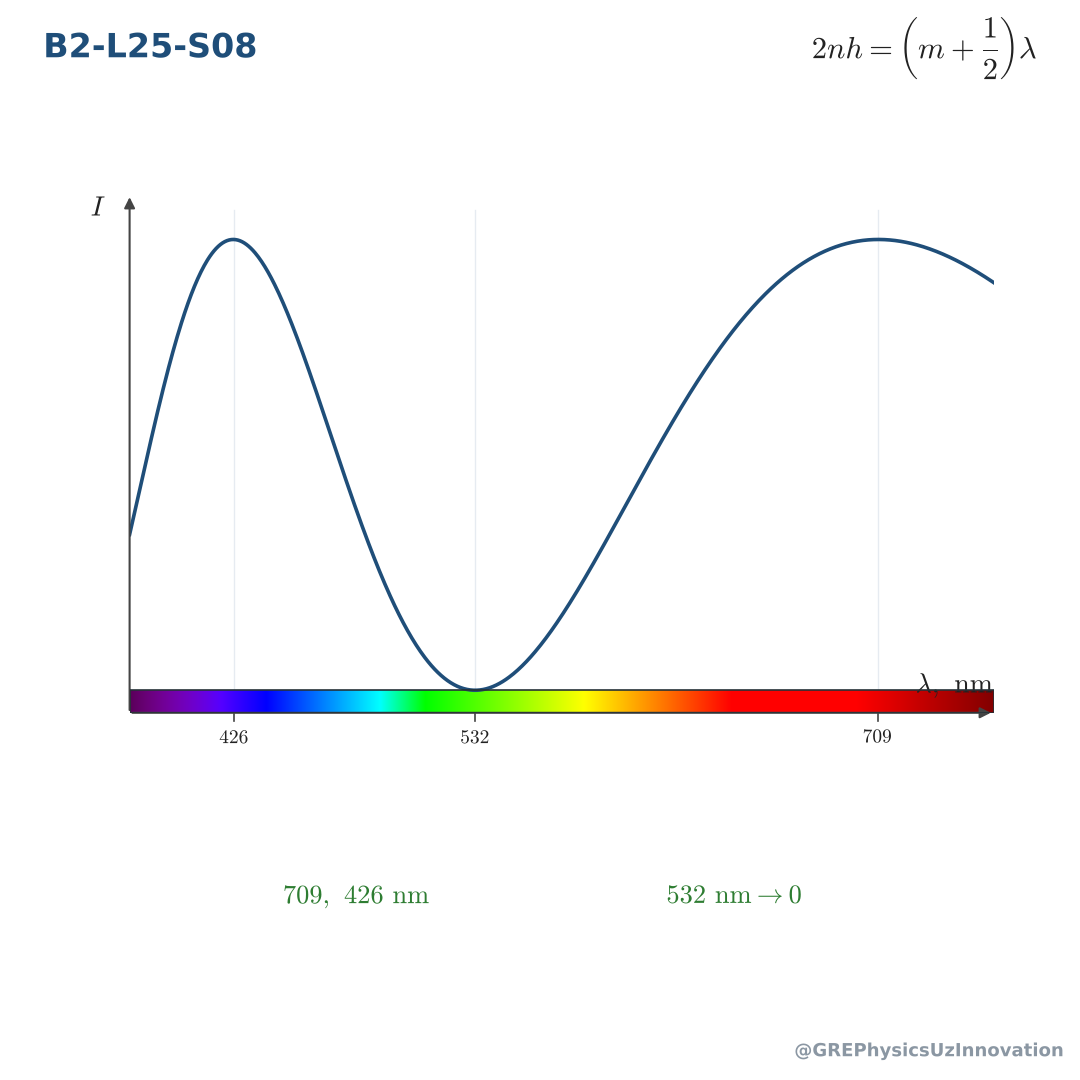 B2-L25-S08
2nh = (m + 1/2) λ
I
λ, nm
426 532 709
709, 426 nm
532 nm → 0
@GREPhysicsUzInnovation